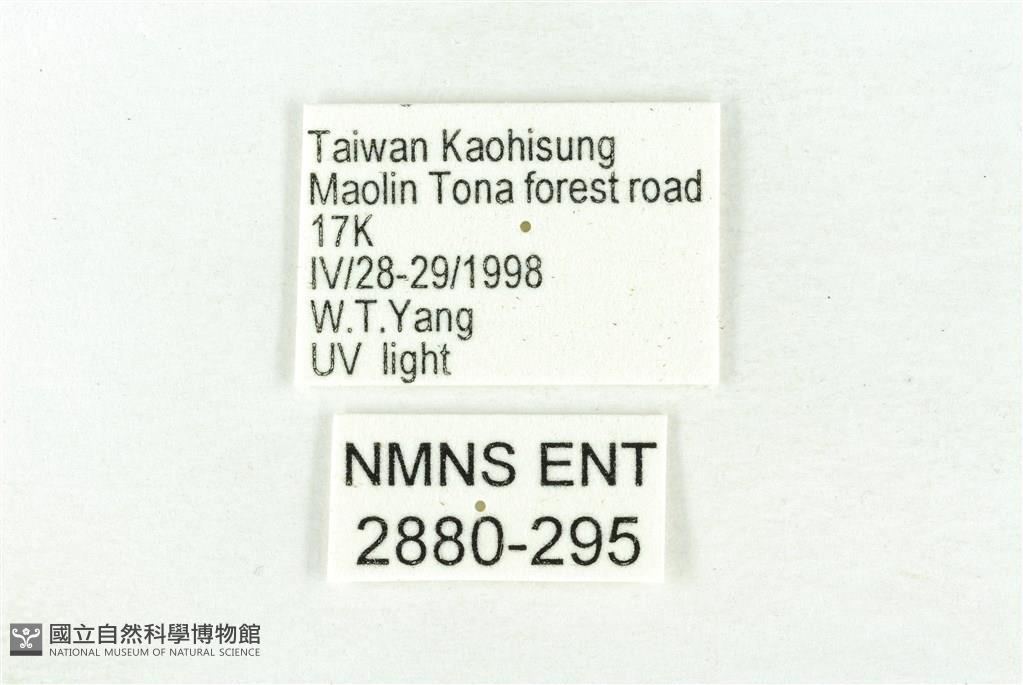 Taiwan Kaohisung
Maolin Tona forest road
17K
IV/28-29/1998
W.T.Yang
UV light
NMNS ENT
2880-295
國立自然科學博物館
NATIONAL MUSEUM OF NATURAL SCIENCE